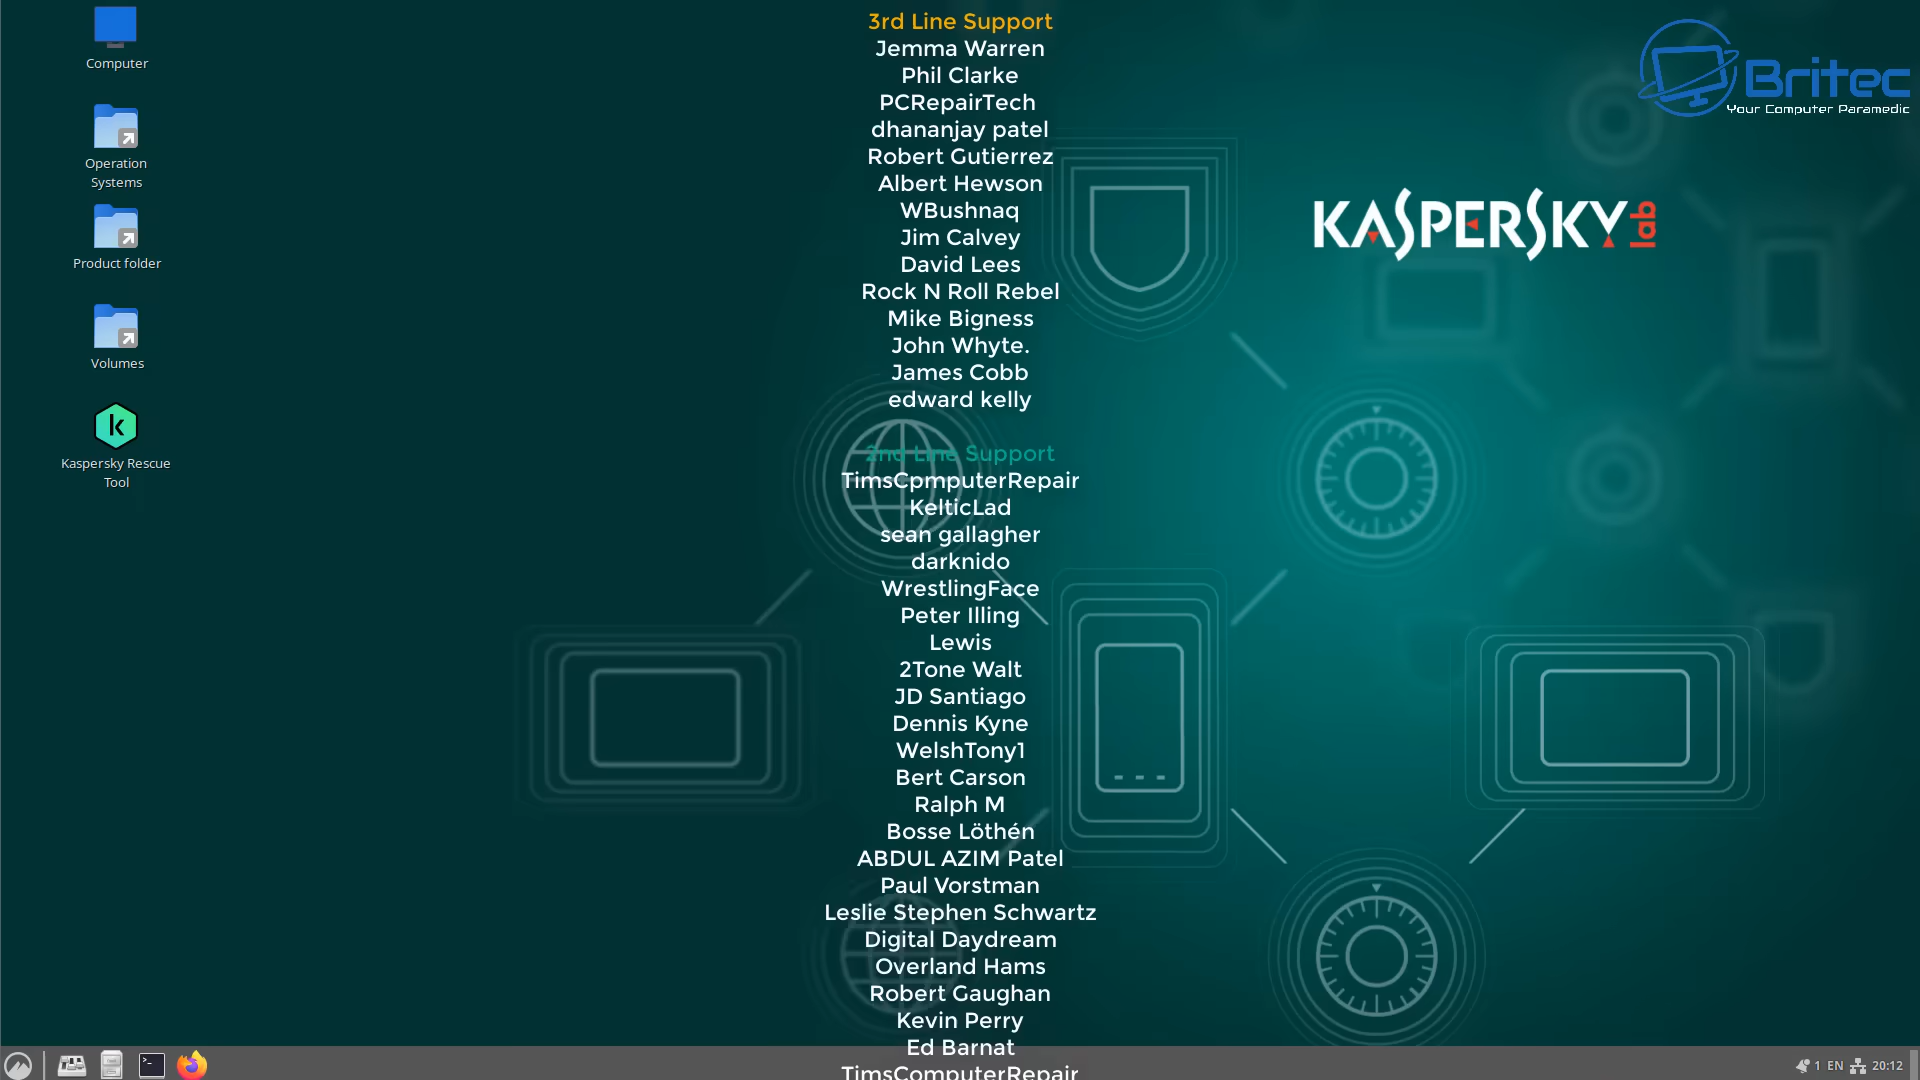 Computer
Operation
Systems
Product folder
Volumes
Kaspersky Rescue
Tool
3rd Line Support
Jemma Warren
Phil Clarke
PCRepairTech
dhananjay patel
Robert Gutierrez
Albert Hewson
WBushnaq
Jim Calvey
David Lees
Rock N Roll Rebel
Mike Bigness
John Whyte.
James Cobb
edward kelly
2nd Line Support
TimsCpmputerRepair
KelticLad
sean gallagher
darknido
WrestlingFace
Peter Illing
Lewis
2Tone Walt
JD Santiago
Dennis Kyne
WelshTony1
Bert Carson
Ralph M
Bosse Löthén
ABDUL AZIM Patel
Paul Vorstman
Leslie Stephen Schwartz
Digital Daydream
Overland Hams
Robert Gaughan
Kevin Perry
Ed Barnat
TimsComputerRepair
Britec
Your Computer Paramedic
KASPERSKY lab
1 EN 20:12